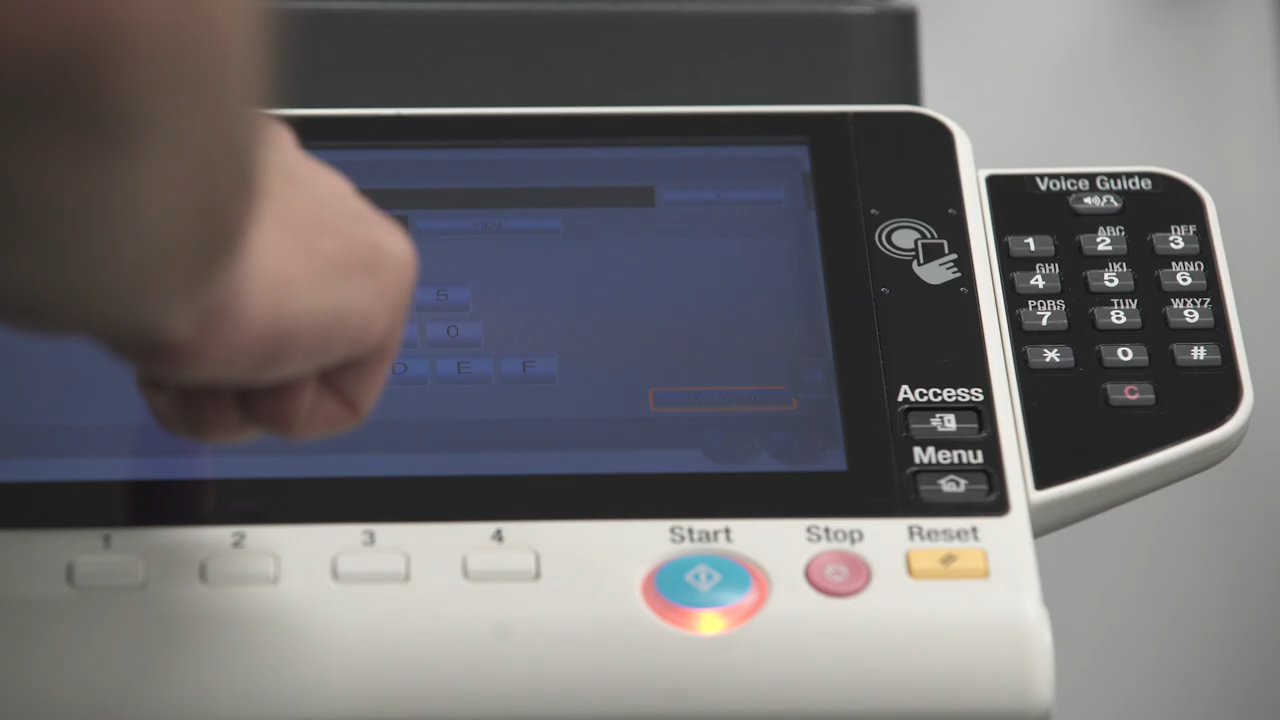 Voice Guide
ABC DEF
1 2 3
GHI JKL MNO
4 5 6
PQRS TUV WXYZ
7 8 9
* 0 #
C
5
0
D E F
Access
Menu
1 2 3 4
Start Stop Reset